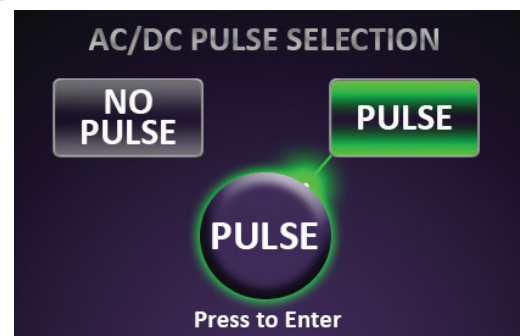 AC/DC PULSE SELECTION
NO
PULSE
PULSE
PULSE
Press to Enter